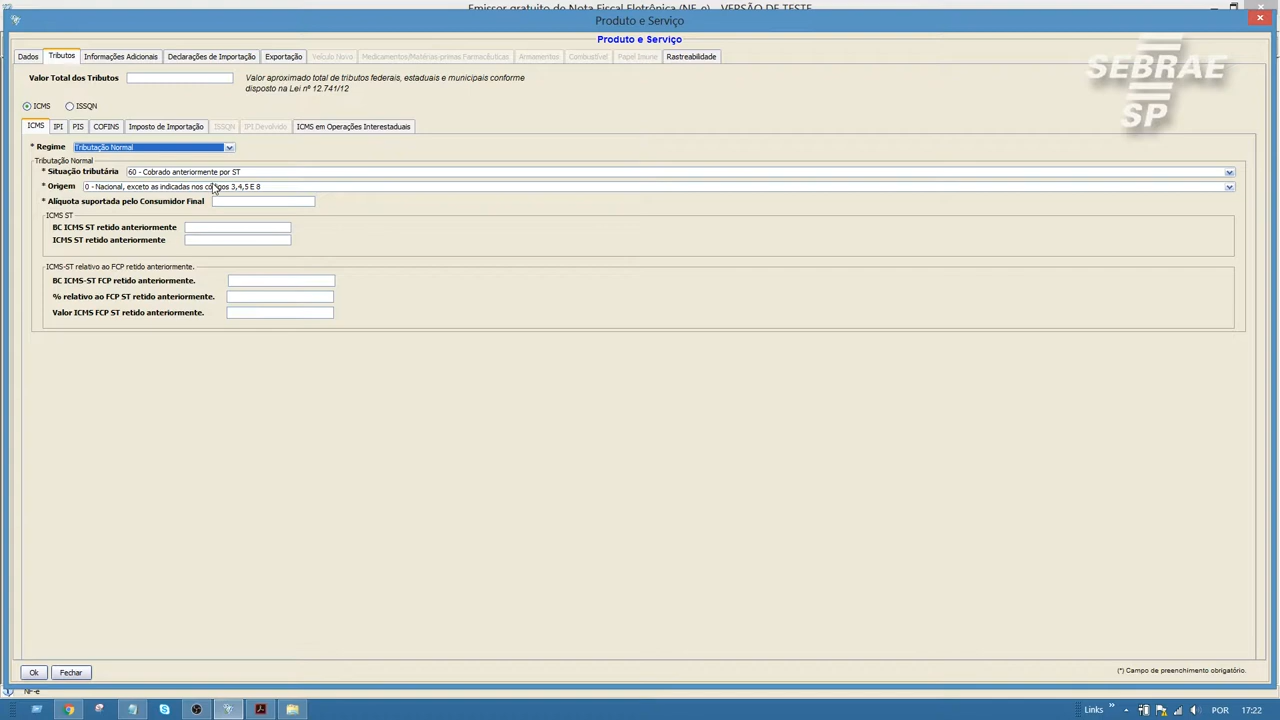 Emissor gratuito de Nota Fiscal Eletrônica (NF-e) - VERSÃO DE TESTE
Produto e Serviço
Produto e Serviço
Dados Tributos Informações Adicionais Declarações de Importação Exportação Veículo Novo Medicamentos/Matérias-primas Farmacêuticas Armamentos Combustível Papel Imune Rastreabilidade
SEBRAE
SP
Valor Total dos Tributos Valor aproximado total de tributos federais, estaduais e municipais conforme
disposto na Lei nº 12.741/12
ICMS ISSQN
ICMS IPI PIS COFINS Imposto de Importação ISSQN IPI Devolvido ICMS em Operações Interestaduais
* Regime Tributação Normal
Tributação Normal
* Situação tributária 60 - Cobrado anteriormente por ST
* Origem 0 - Nacional, exceto as indicadas nos códigos 3,4,5 E 8
* Alíquota suportada pelo Consumidor Final
ICMS ST
BC ICMS ST retido anteriormente
ICMS ST retido anteriormente
ICMS-ST relativo ao FCP retido anteriormente.
BC ICMS-ST FCP retido anteriormente.
% relativo ao FCP ST retido anteriormente.
Valor ICMS FCP ST retido anteriormente.
Ok Fechar (*) Campo de preenchimento obrigatório.
NF-e
Links POR 17:22